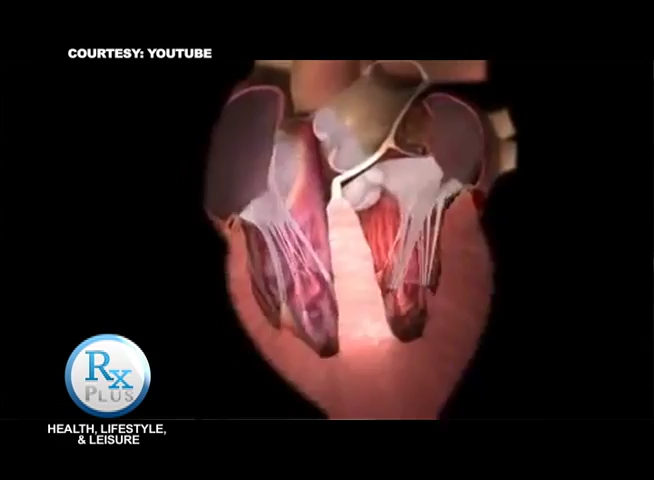 COURTESY: YOUTUBE
Rx
PLUS
HEALTH, LIFESTYLE,
& LEISURE